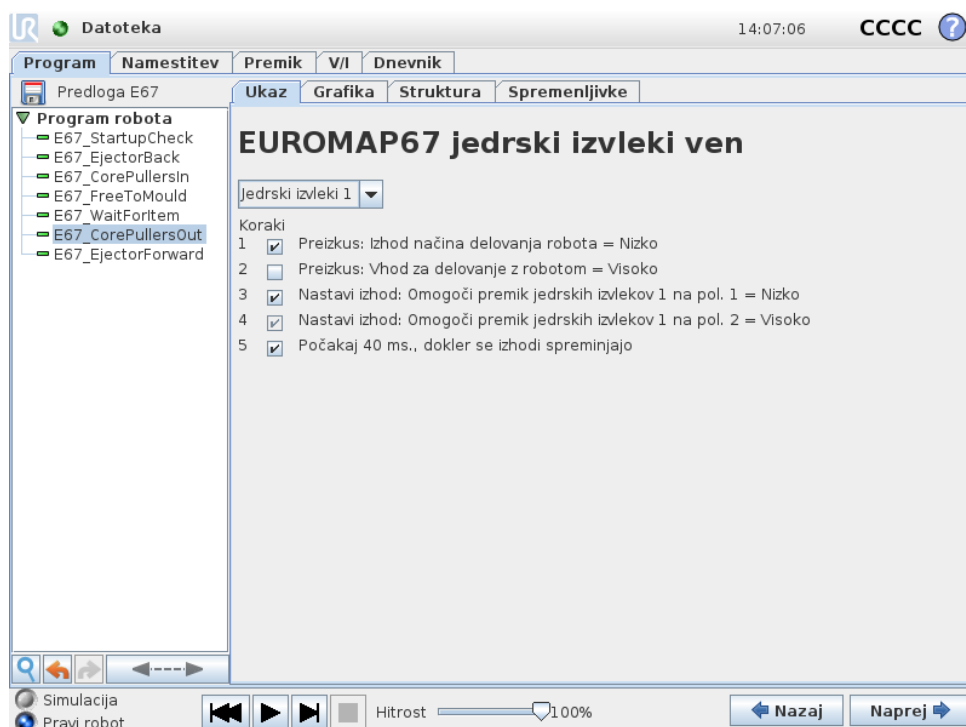 UR Datoteka 14:07:06 CCCC ?
Program Namestitev Premik V/I Dnevnik
Predloga E67
Ukaz Grafika Struktura Spremenljivke
Program robota
E67_StartupCheck
E67_EjectorBack
E67_CorePullersIn
E67_FreeToMould
E67_WaitForItem
E67_CorePullersOut
E67_EjectorForward
EUROMAP67 jedrski izvleki ven
Jedrski izvleki 1
Koraki
1 Preizkus: Izhod načina delovanja robota = Nizko
2 Preizkus: Vhod za delovanje z robotom = Visoko
3 Nastavi izhod: Omogoči premik jedrskih izvlekov 1 na pol. 1 = Nizko
4 Nastavi izhod: Omogoči premik jedrskih izvlekov 1 na pol. 2 = Visoko
5 Počakaj 40 ms., dokler se izhodi spreminjajo
Simulacija
Pravi robot
Hitrost 100%
Nazaj Naprej